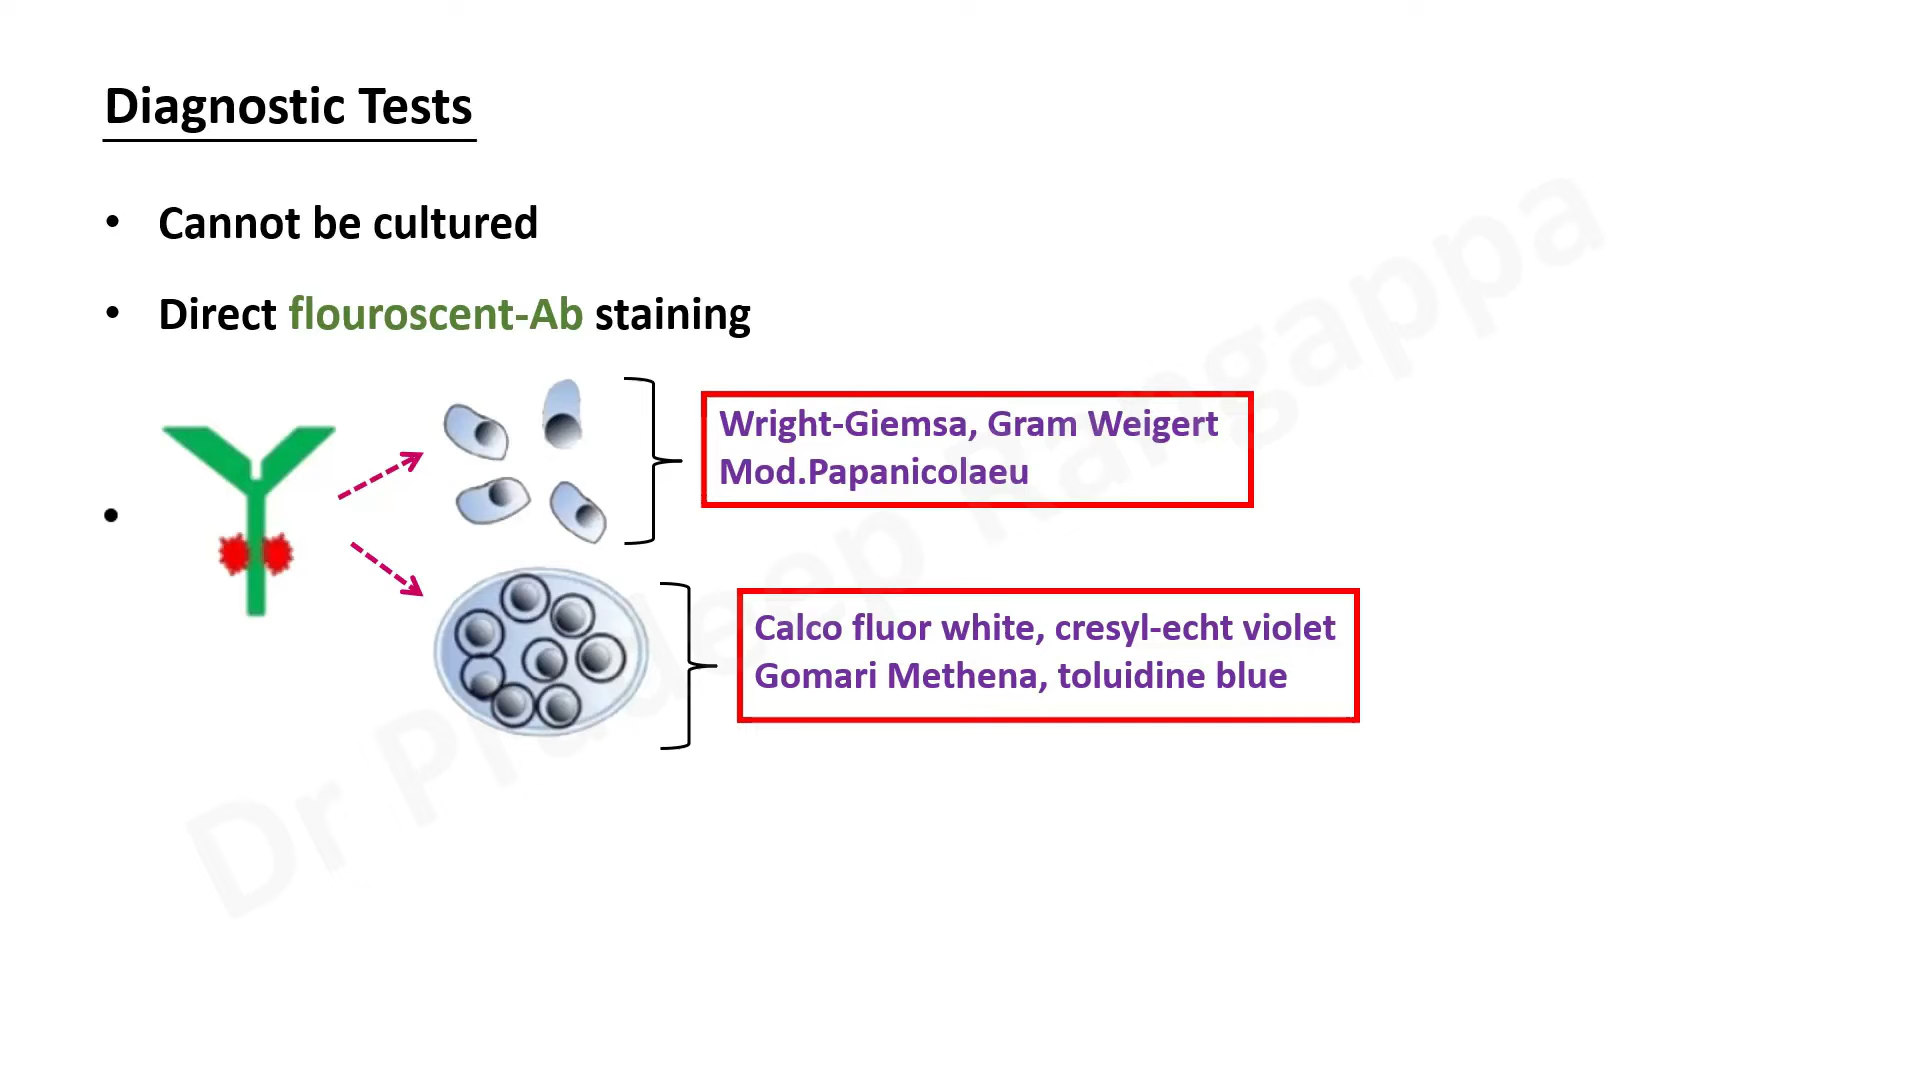 Diagnostic Tests
• Cannot be cultured
• Direct flouroscent-Ab staining
•
Wright-Giemsa, Gram Weigert
Mod.Papanicolaeu
Calco fluor white, cresyl-echt violet
Gomari Methena, toluidine blue
Dr Pradeep Rangappa